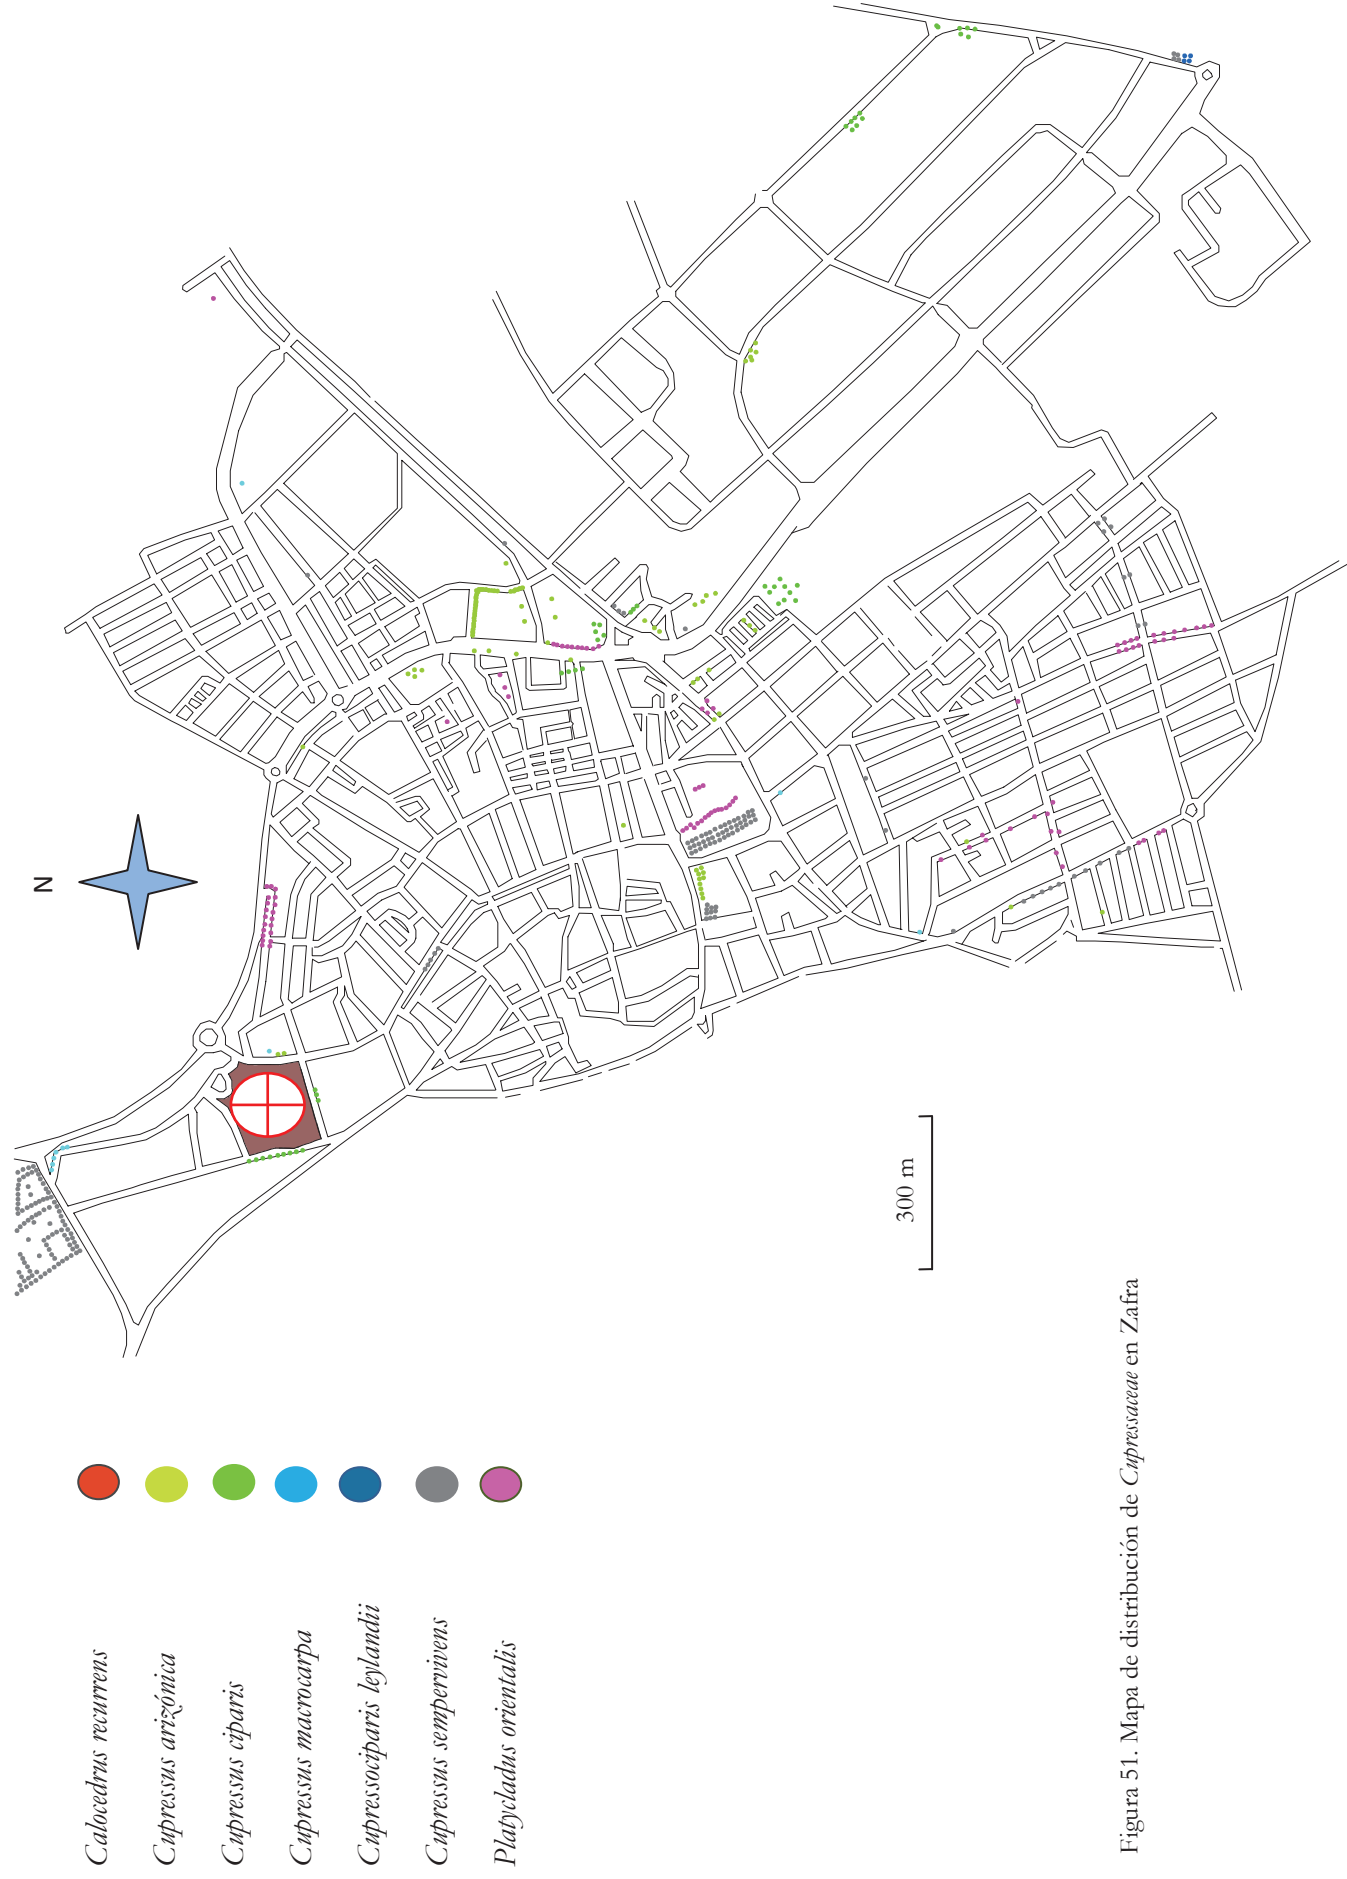 Calocedrus recurrens
Cupressus arizónica
Cupressus ciparis
Cupressus macrocarpa
Cupressociparis leylandii
Cupressus sempervivens
Platycladus orientalis
N
300 m
Figura 51. Mapa de distribución de Cupressaceae en Zafra